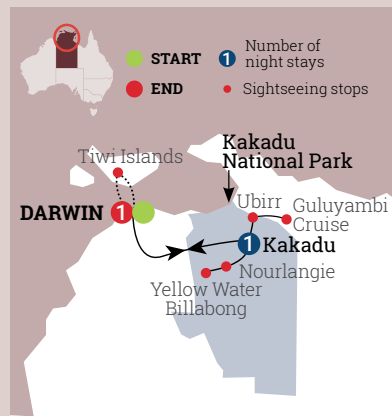 START
END
1
Number of
night stays
Sightseeing stops
Tiwi Islands
Kakadu
National Park
DARWIN
1
Ubirr
Guluyambi
Cruise
1
Kakadu
Nourlangie
Yellow Water
Billabong